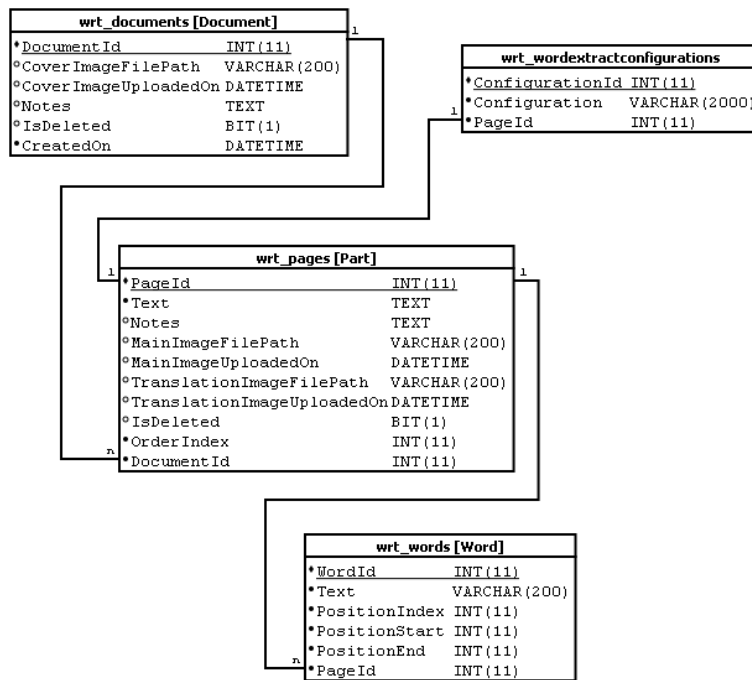 wrt_documents [Document]
DocumentId INT(11)
CoverImageFilePath VARCHAR(200)
CoverImageUploadedOn DATETIME
Notes TEXT
IsDeleted BIT(1)
CreatedOn DATETIME
1
wrt_wordextractconfigurations
ConfigurationId INT(11)
Configuration VARCHAR(2000)
PageId INT(11)
1
wrt_pages [Part]
1
1
PageId INT(11)
Text TEXT
Notes TEXT
MainImageFilePath VARCHAR(200)
MainImageUploadedOn DATETIME
TranslationImageFilePath VARCHAR(200)
TranslationImageUploadedOn DATETIME
IsDeleted BIT(1)
OrderIndex INT(11)
n
DocumentId INT(11)
wrt_words [Word]
WordId INT(11)
Text VARCHAR(200)
PositionIndex INT(11)
PositionStart INT(11)
PositionEnd INT(11)
n
PageId INT(11)